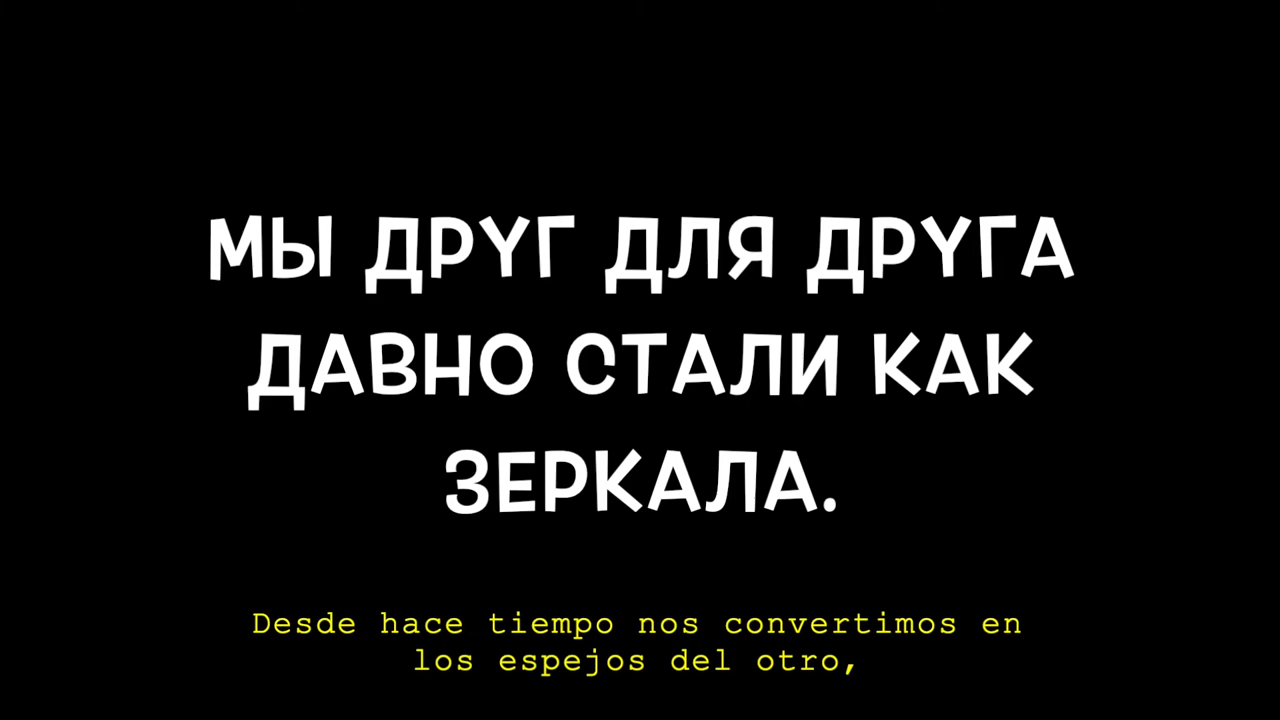 МЫ ДРУГ ДЛЯ ДРУГА
ДАВНО СТАЛИ КАК
ЗЕРКАЛА.
Desde hace tiempo nos convertimos en
los espejos del otro,